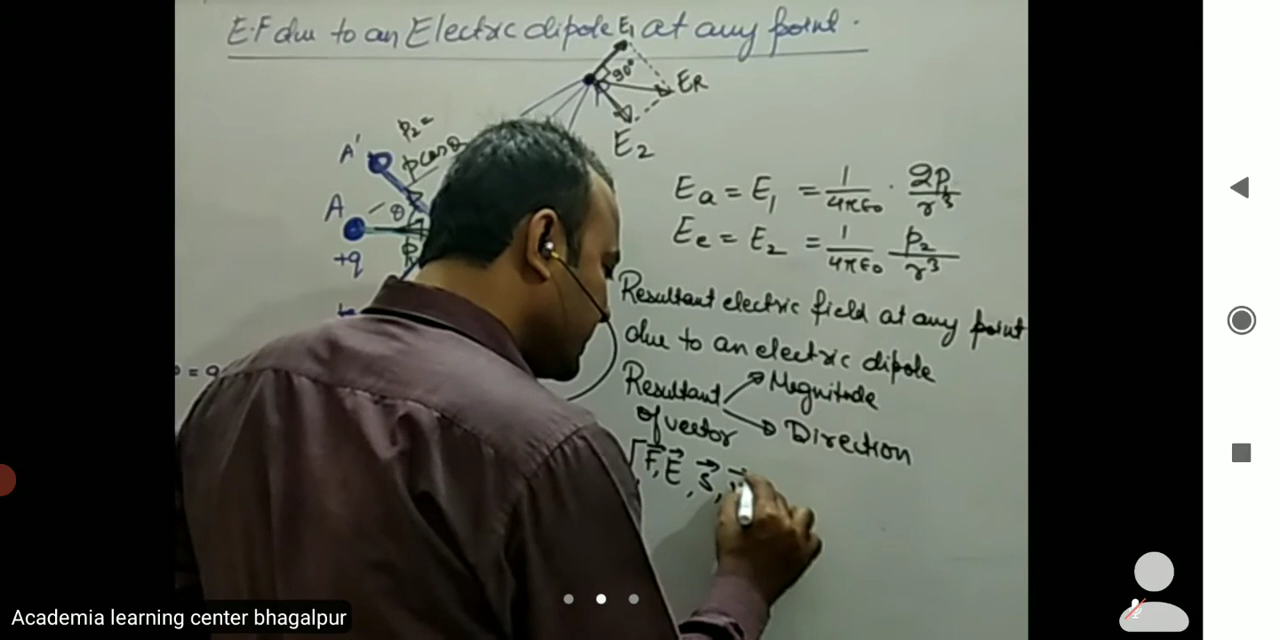 E.F due to an Electric dipole at any point.
E1
90°
ER
E2
P2 =
pcosθ
A'
A
θ
+q
Ea = E1 = 1/4πε0 . 2P1/r³
Ee = E2 = 1/4πε0 P2/r³
Resultant electric field at any point
due to an electric dipole
Resultant
of vector
Megnitude
Direction
F, E, S,
Academia learning center bhagalpur